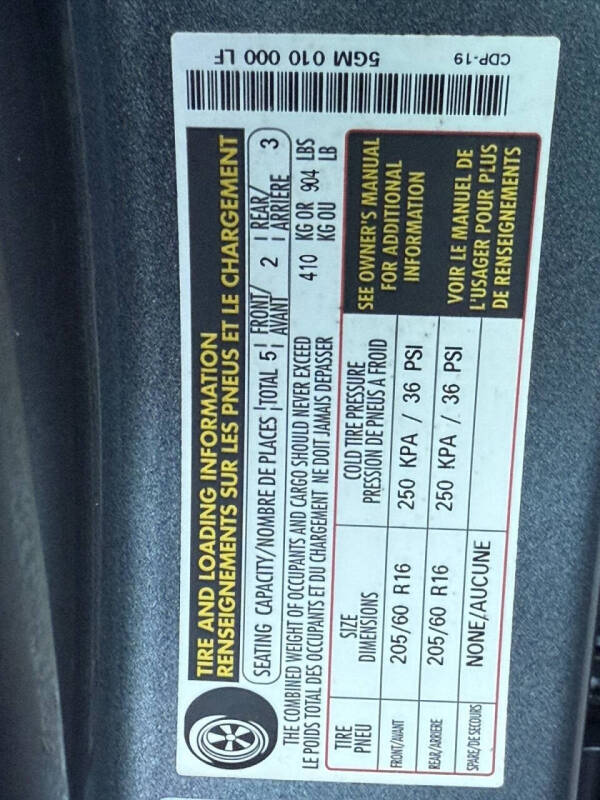 TIRE AND LOADING INFORMATION
RENSEIGNEMENTS SUR LES PNEUS ET LE CHARGEMENT
SEATING CAPACITY/NOMBRE DE PLACES TOTAL 5 FRONT/AVANT 2 REAR/ARRIÈRE 3
THE COMBINED WEIGHT OF OCCUPANTS AND CARGO SHOULD NEVER EXCEED 410 KG OR 904 LBS
LE POIDS TOTAL DES OCCUPANTS ET DU CHARGEMENT NE DOIT JAMAIS DEPASSER KG OU LB
TIRE PNEU SIZE DIMENSIONS COLD TIRE PRESSURE PRESSION DE PNEUS A FROID
FRONT/AVANT 205/60 R16 250 KPA / 36 PSI
REAR/ARRIERE 205/60 R16 250 KPA / 36 PSI
SPARE/DE SECOURS NONE/AUCUNE
SEE OWNER'S MANUAL
FOR ADDITIONAL
INFORMATION
VOIR LE MANUEL DE
L'USAGER POUR PLUS
DE RENSEIGNEMENTS
5GM 010 000 LF
CDP-19